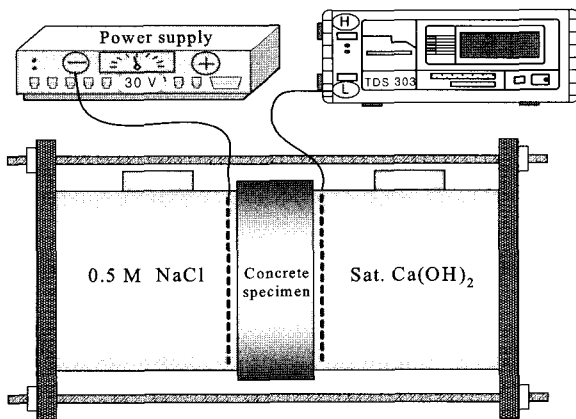 Power supply
− 30 V +
H
L
TDS 303
0.5 M NaCl
Concrete
specimen
Sat. Ca(OH)₂